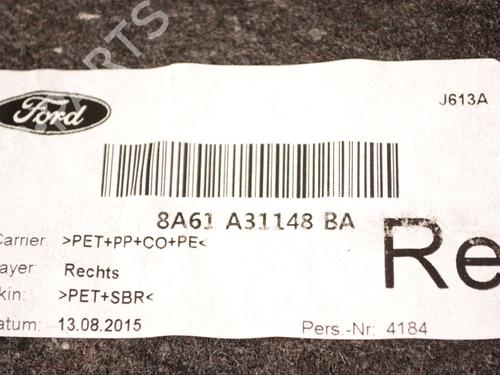 PARTS
Ford
J613A
8A61 A31148 BA
Carrier >PET+PP+CO+PE<
ayer Rechts
kin: >PET+SBR<
atum: 13.08.2015 Pers.-Nr: 4184
Re